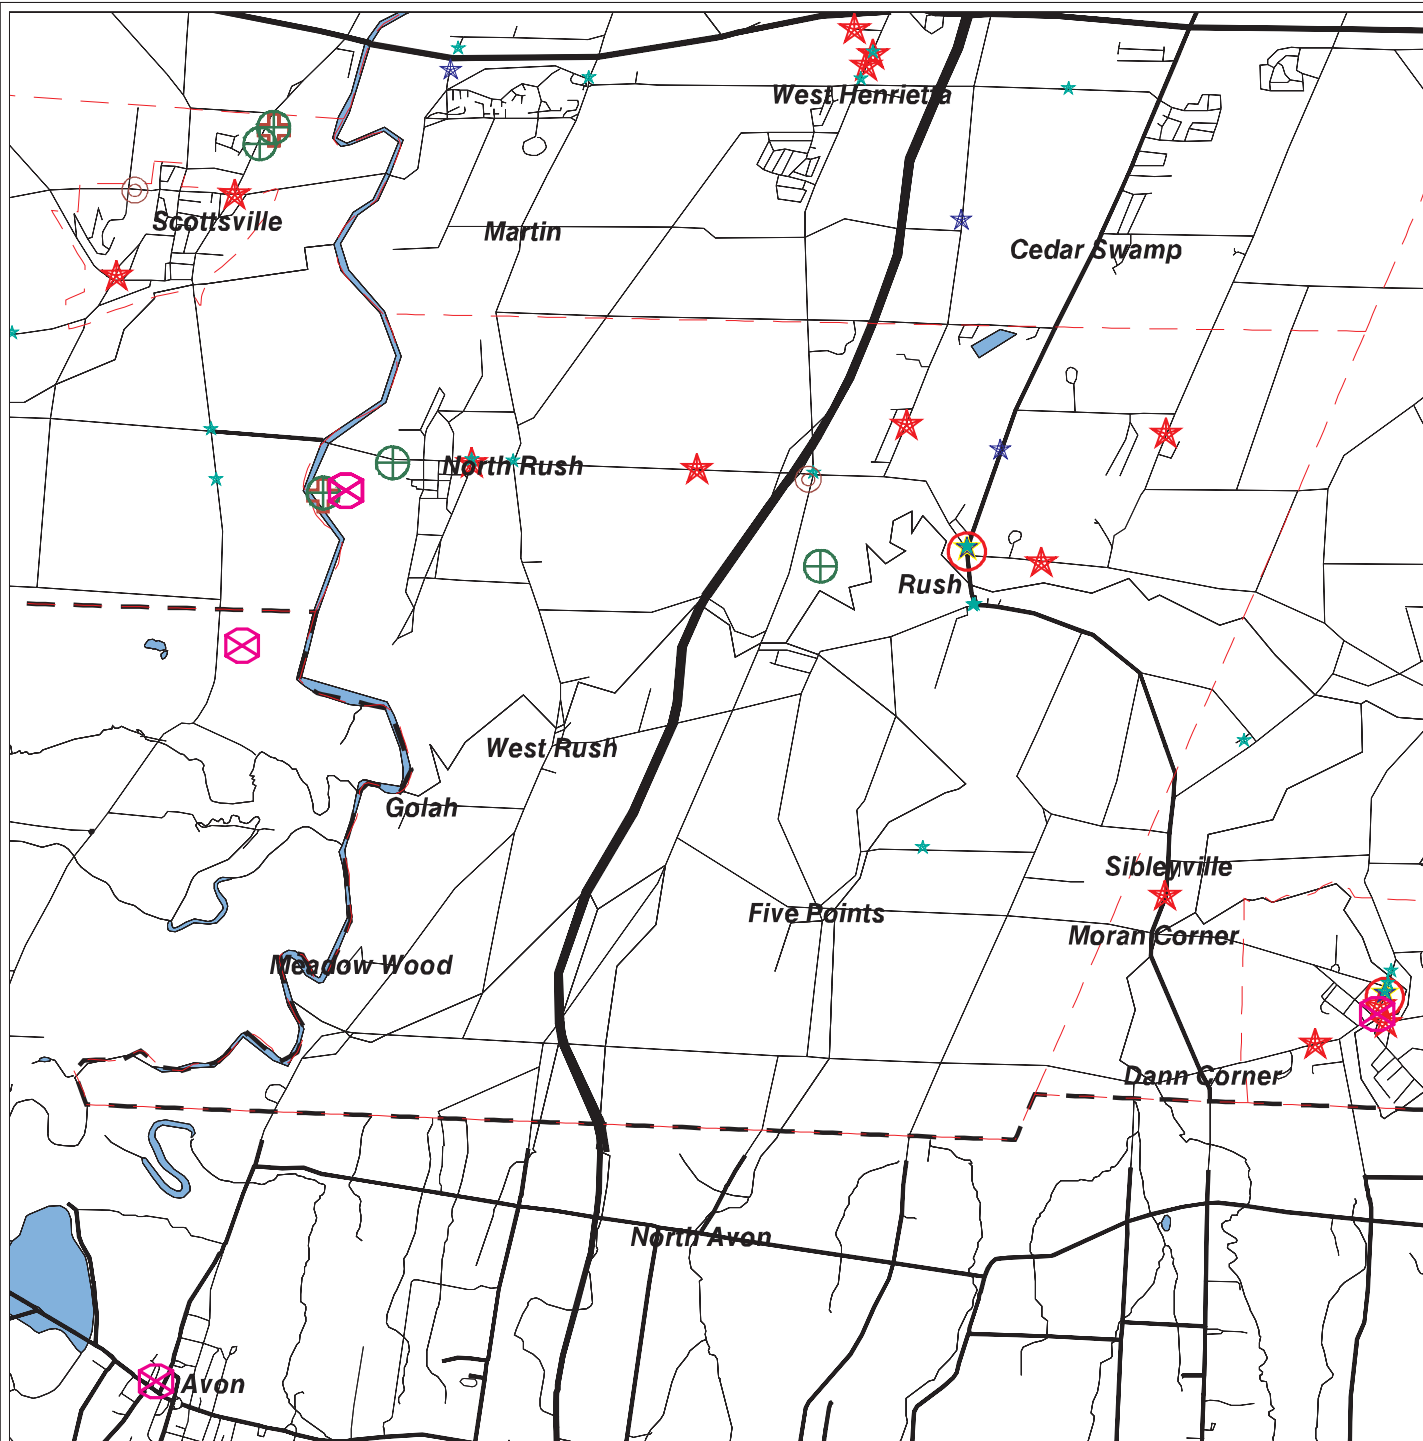 West Henrietta
Scottsville
Martin
Cedar Swamp
North Rush
Rush
West Rush
Golah
Sibleyville
Five Points
Moran Corner
Meadow Wood
Dann Corner
North Avon
Avon